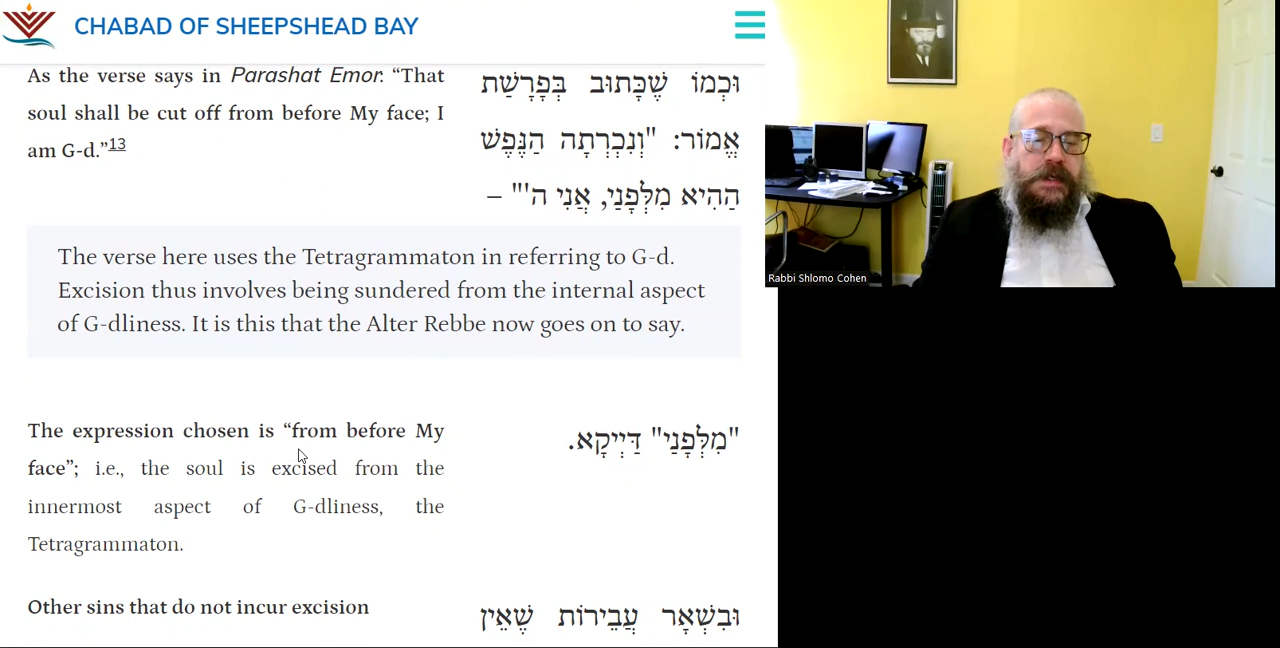 CHABAD OF SHEEPSHEAD BAY
As the verse says in Parashat Emor: “That
soul shall be cut off from before My face; I
am G-d.”13
וּכְמוֹ שֶׁכָּתוּב בְּפָרָשַׁת
אֱמוֹר: "וְנִכְרְתָה הַנֶּפֶשׁ
הַהִיא מִלְּפָנַי, אֲנִי ה'" –
The verse here uses the Tetragrammaton in referring to G-d.
Excision thus involves being sundered from the internal aspect
of G-dliness. It is this that the Alter Rebbe now goes on to say.
The expression chosen is “from before My
face”; i.e., the soul is excised from the
innermost aspect of G-dliness, the
Tetragrammaton.
"מִלְּפָנַי" דַּיְיקָא.
Other sins that do not incur excision
וּבִשְׁאָר עֲבֵירוֹת שֶׁאֵין
Rabbi Shlomo Cohen